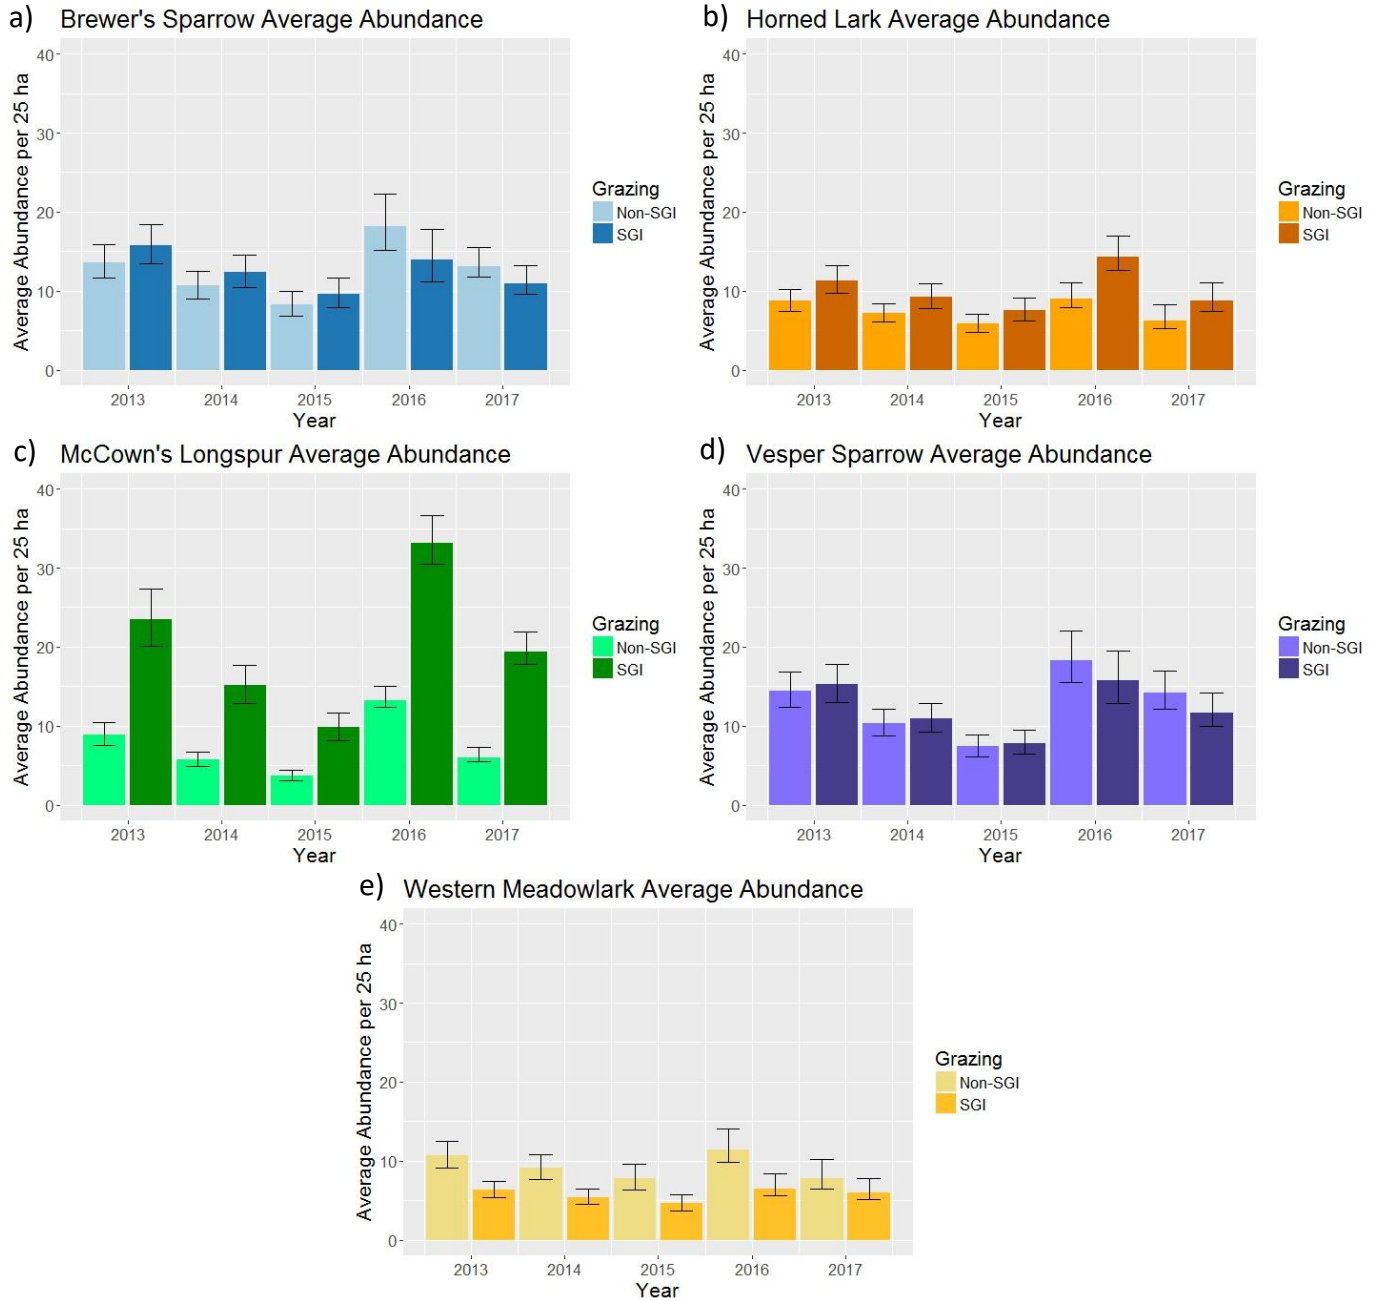 a) Brewer's Sparrow Average Abundance
Average Abundance per 25 ha
40
30
20
10
0
2013 2014 2015 2016 2017
Year
Grazing
Non-SGI
SGI
b) Horned Lark Average Abundance
Average Abundance per 25 ha
40
30
20
10
0
2013 2014 2015 2016 2017
Year
Grazing
Non-SGI
SGI
c) McCown's Longspur Average Abundance
Average Abundance per 25 ha
40
30
20
10
0
2013 2014 2015 2016 2017
Year
Grazing
Non-SGI
SGI
d) Vesper Sparrow Average Abundance
Average Abundance per 25 ha
40
30
20
10
0
2013 2014 2015 2016 2017
Year
Grazing
Non-SGI
SGI
e) Western Meadowlark Average Abundance
Average Abundance per 25 ha
40
30
20
10
0
2013 2014 2015 2016 2017
Year
Grazing
Non-SGI
SGI